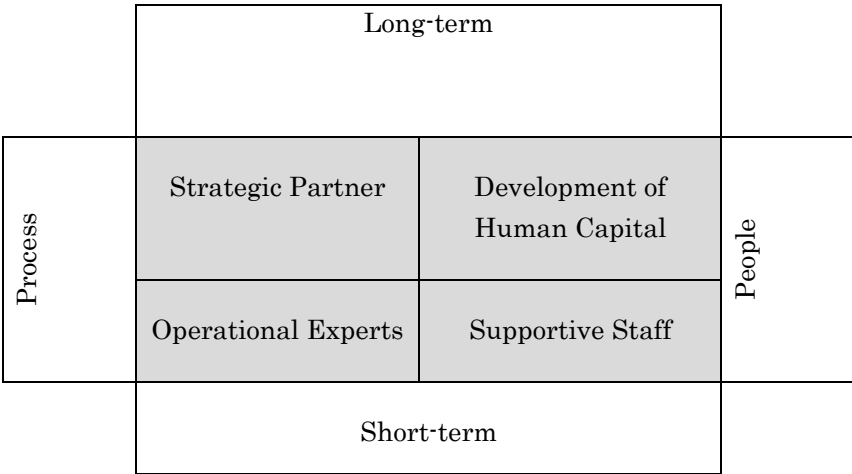 Long-term
Process
Strategic Partner
Development of
Human Capital
People
Operational Experts
Supportive Staff
Short-term